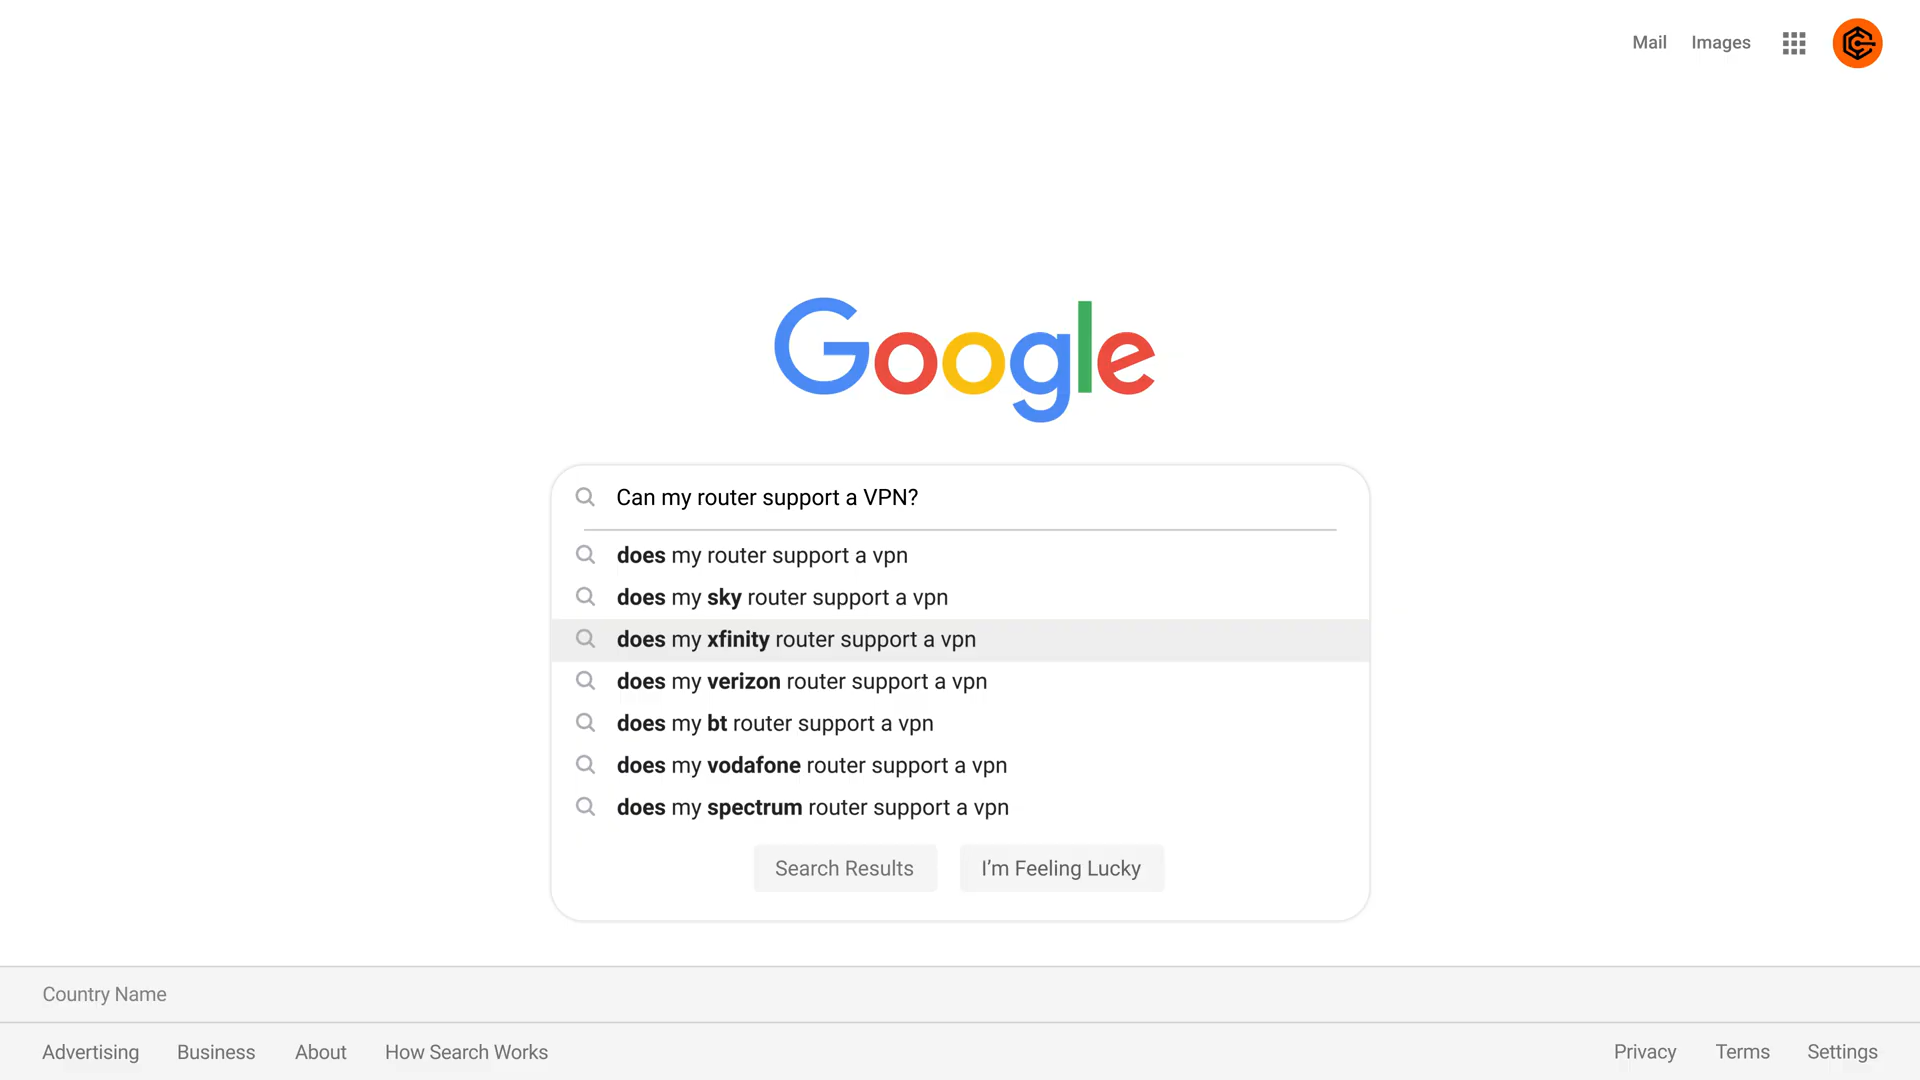 Mail Images
Google
Can my router support a VPN?
does my router support a vpn
does my sky router support a vpn
does my xfinity router support a vpn
does my verizon router support a vpn
does my bt router support a vpn
does my vodafone router support a vpn
does my spectrum router support a vpn
Search Results I’m Feeling Lucky
Country Name
Advertising Business About How Search Works Privacy Terms Settings